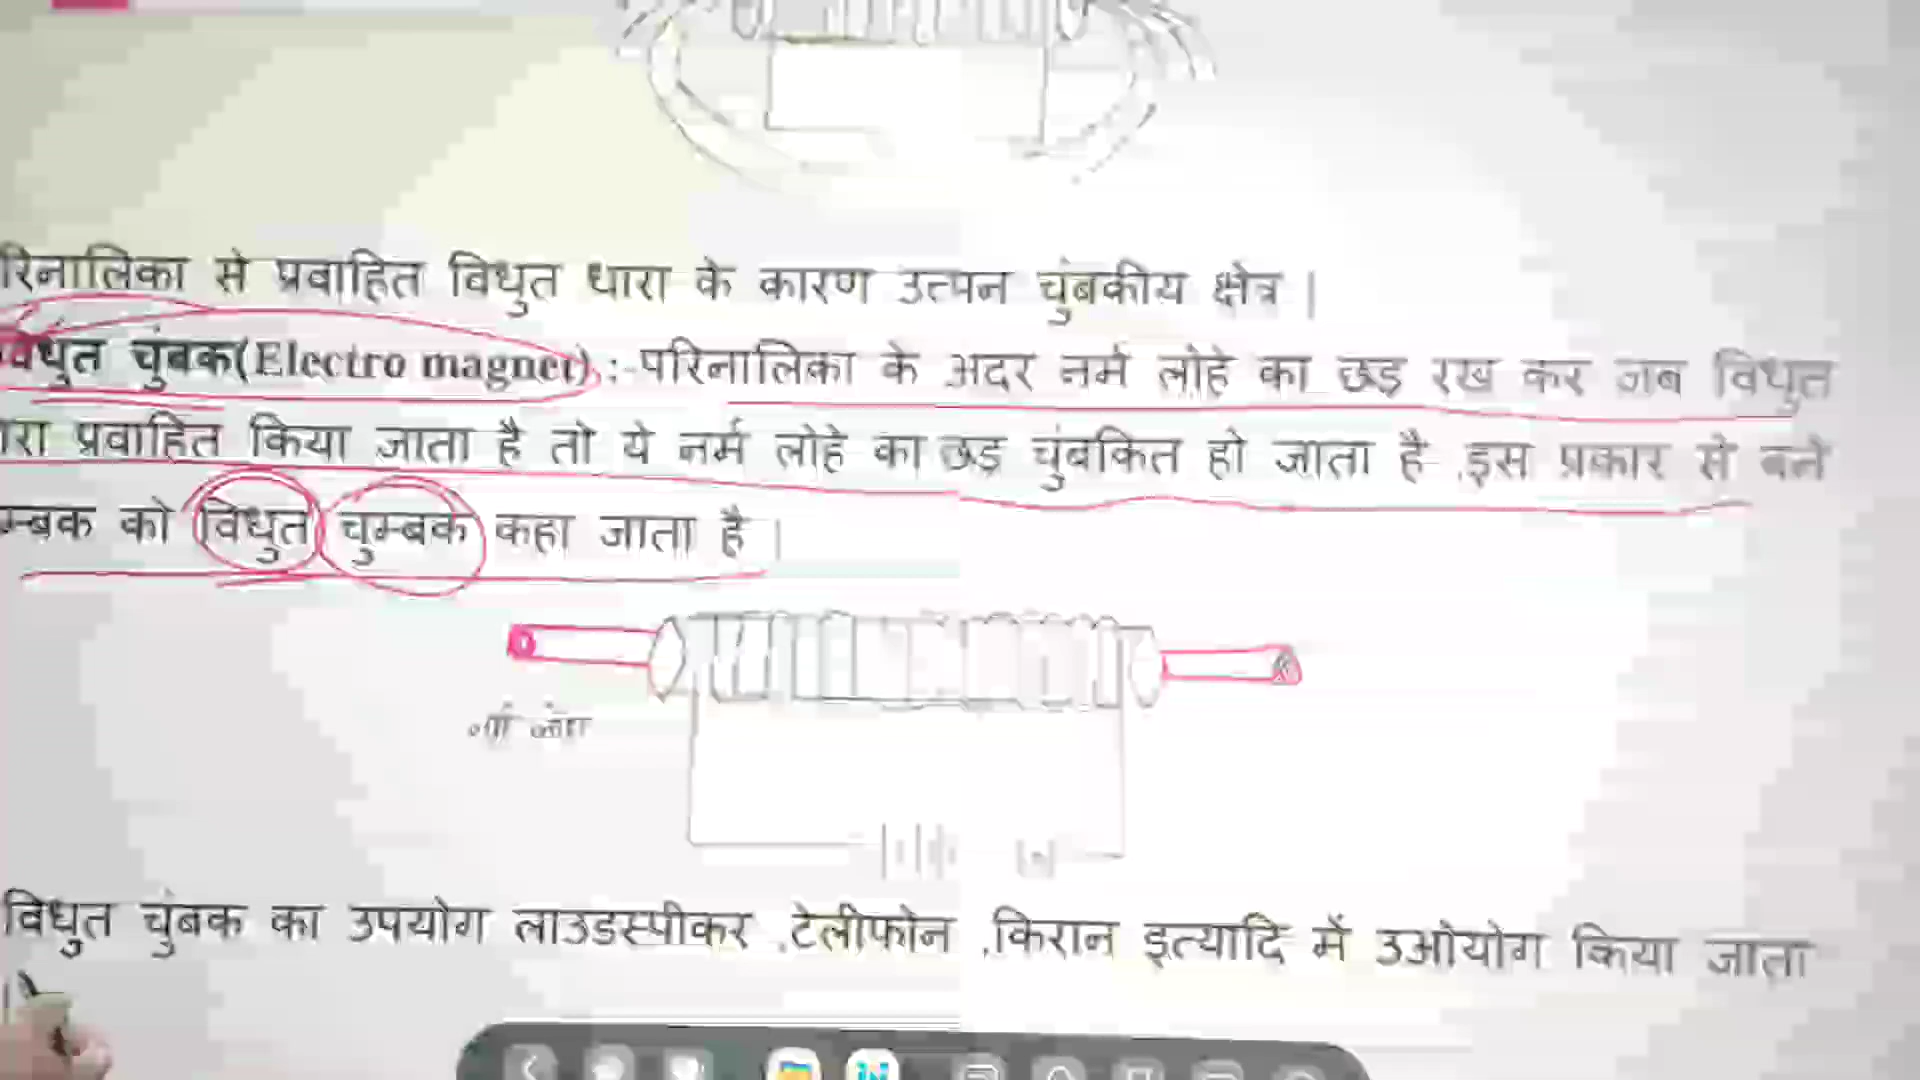 रिनालिका से प्रवाहित विधुत धारा के कारण उत्पन चुंबकीय क्षेत्र |
विधुत चुंबक(Electro magnet) :-परिनालिका के अदर नर्म लोहे का छड़ रख कर जब विधुत
ारा प्रवाहित किया जाता है तो ये नर्म लोहे का छड़ चुंबकित हो जाता है .इस प्रकार से बने
म्बक को विधुत चुम्बक कहा जाता है |
विधुत चुंबक का उपयोग लाउडस्पीकर .टेलीफोन .किरान इत्यादि में उओयोग किया जाता